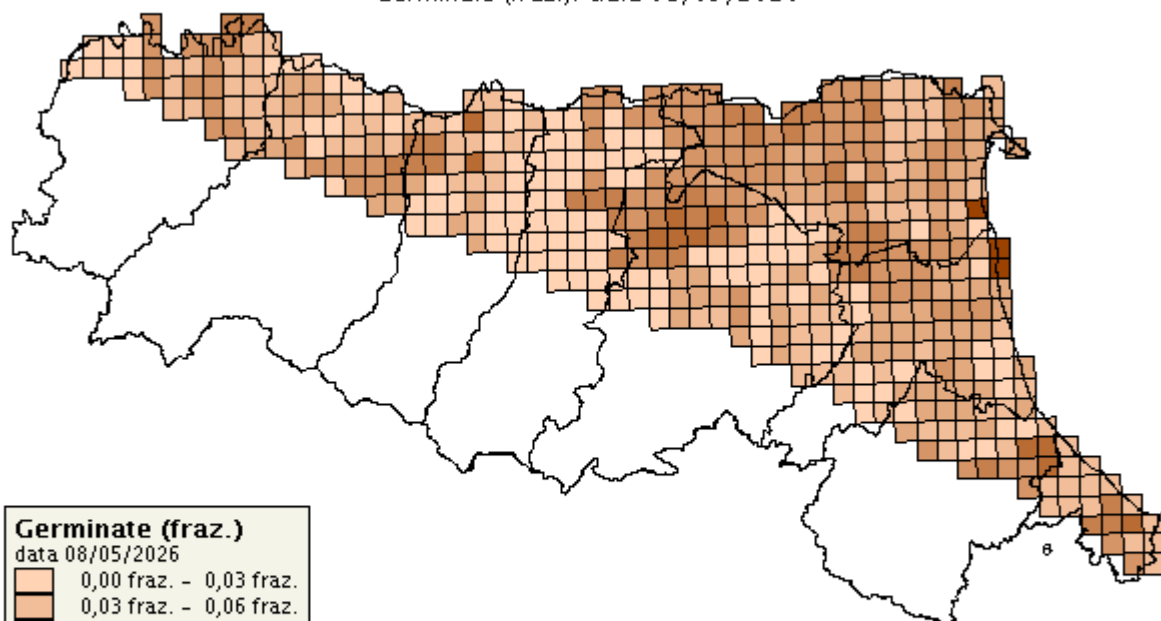 Germinate (fraz.)
data 08/05/2026
0,00 fraz. - 0,03 fraz.
0,03 fraz. - 0,06 fraz.